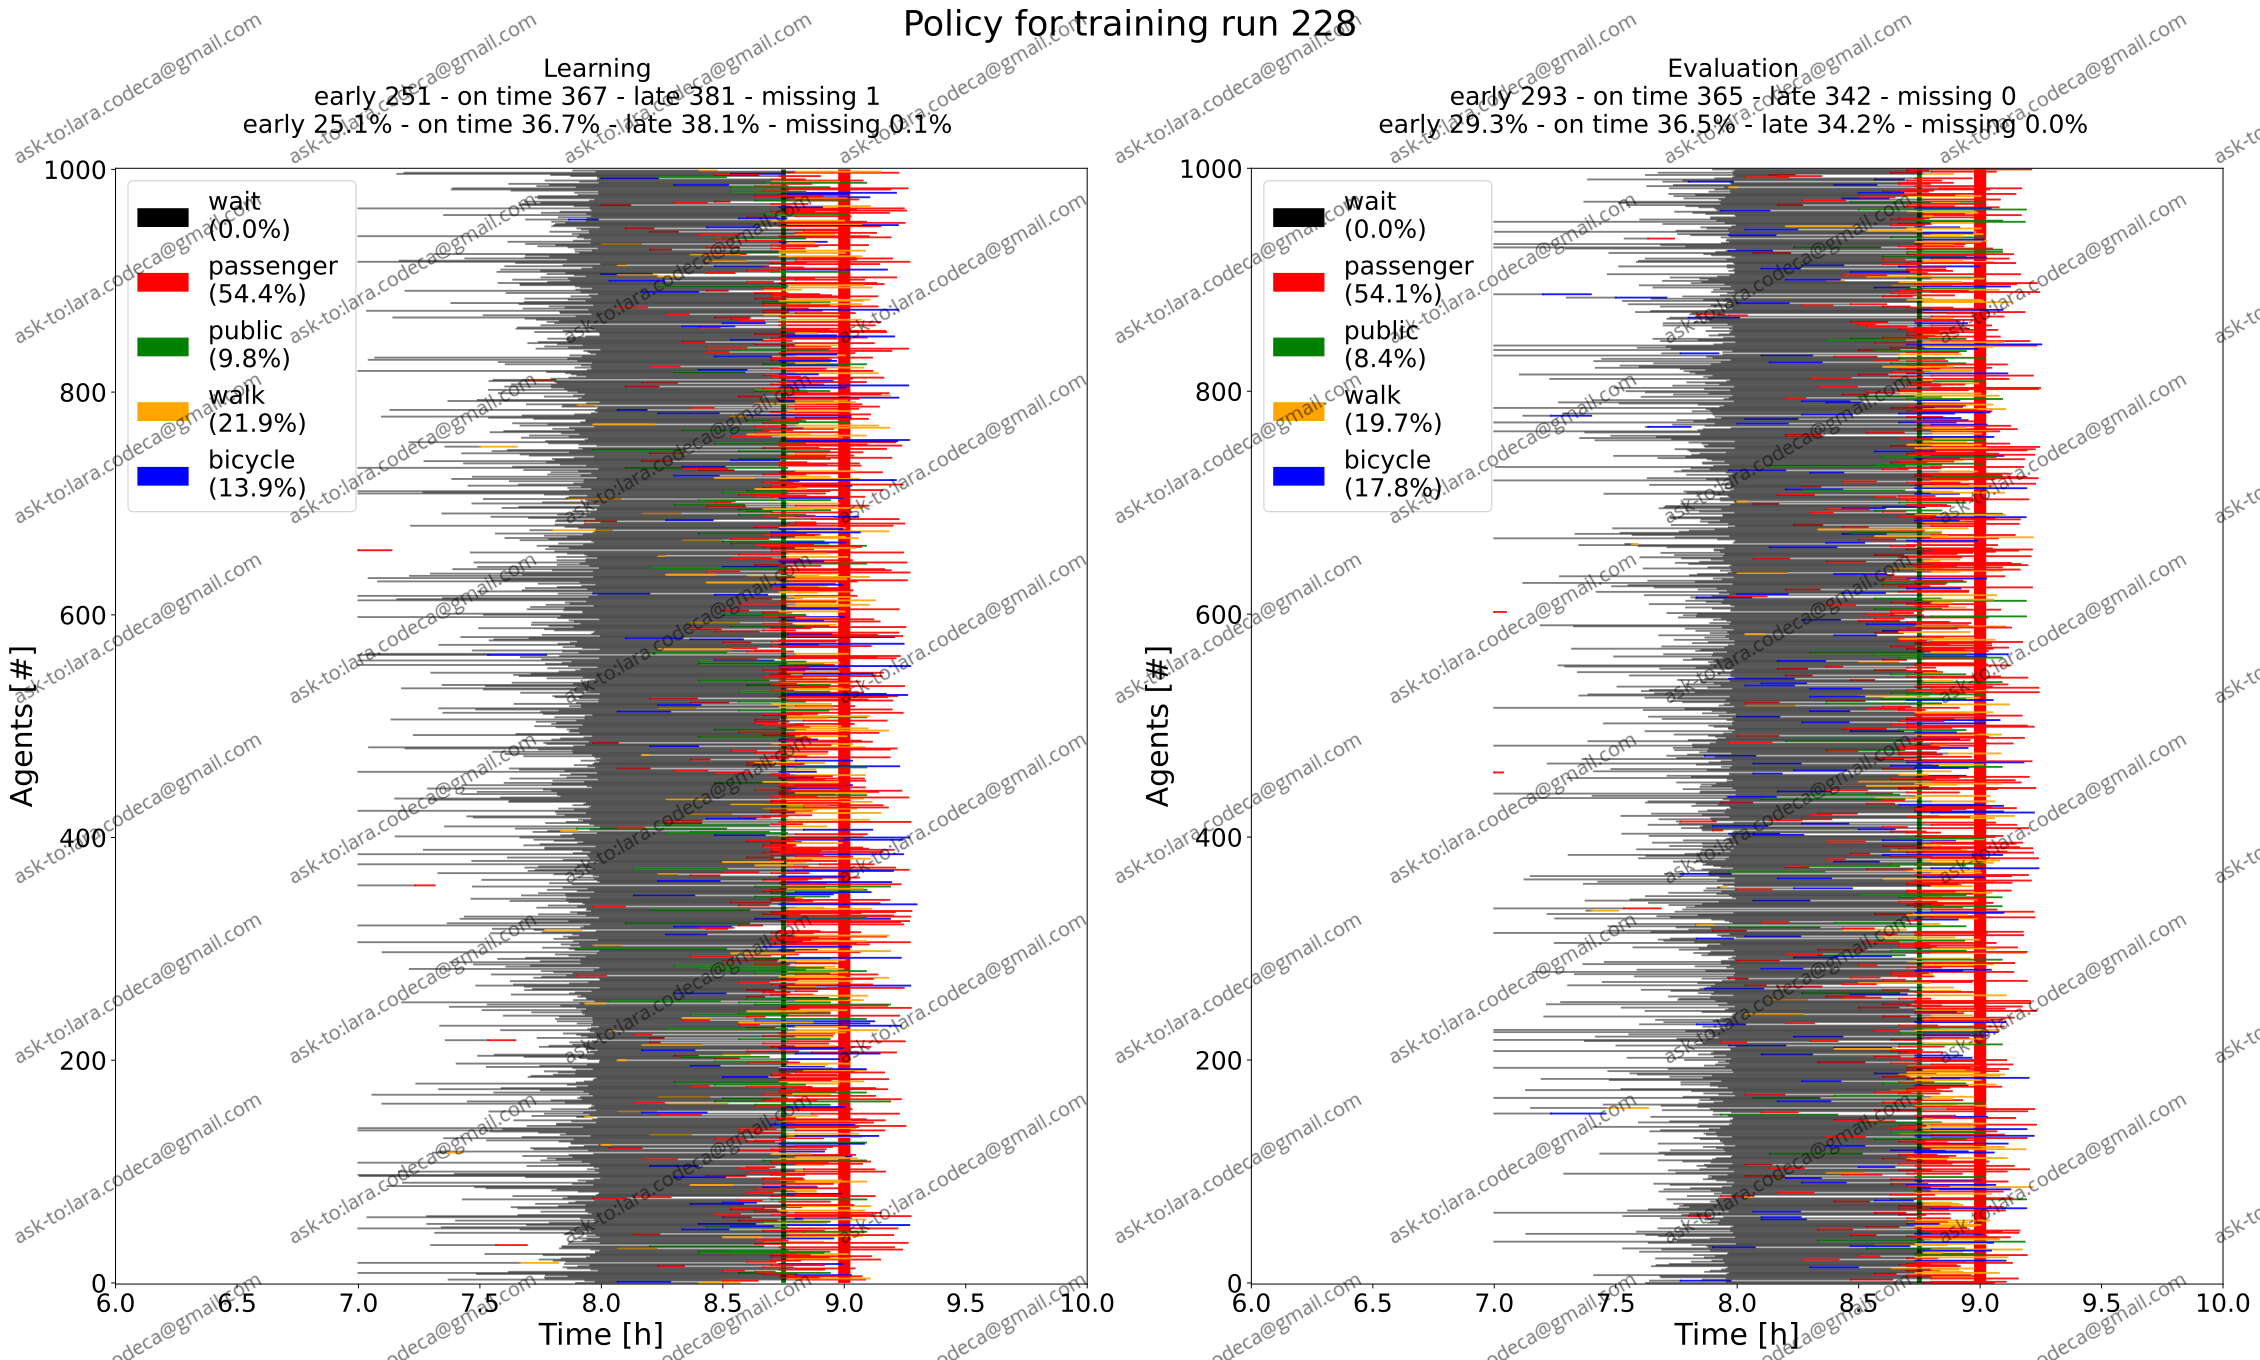 Policy for training run 228
Learning
early 251 - on time 367 - late 381 - missing 1
early 25.1% - on time 36.7% - late 38.1% - missing 0.1%
1000
800
600
400
200
0
Agents [#]
wait
(0.0%)
passenger
(54.4%)
public
(9.8%)
walk
(21.9%)
bicycle
(13.9%)
6.0 6.5 7.0 7.5 8.0 8.5 9.0 9.5 10.0
Time [h]
Evaluation
early 293 - on time 365 - late 342 - missing 0
early 29.3% - on time 36.5% - late 34.2% - missing 0.0%
1000
800
600
400
200
0
Agents [#]
wait
(0.0%)
passenger
(54.1%)
public
(8.4%)
walk
(19.7%)
bicycle
(17.8%)
6.0 6.5 7.0 7.5 8.0 8.5 9.0 9.5 10.0
Time [h]
ask-to:lara.codeca@gmail.com